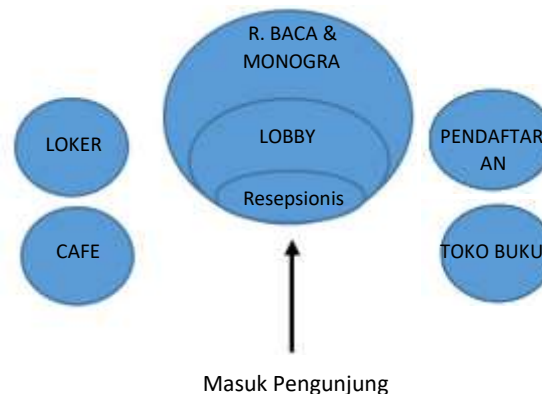 R. BACA &
MONOGRA
LOKER
LOBBY
PENDAFTAR
AN
Resepsionis
CAFE
TOKO BUKU
Masuk Pengunjung